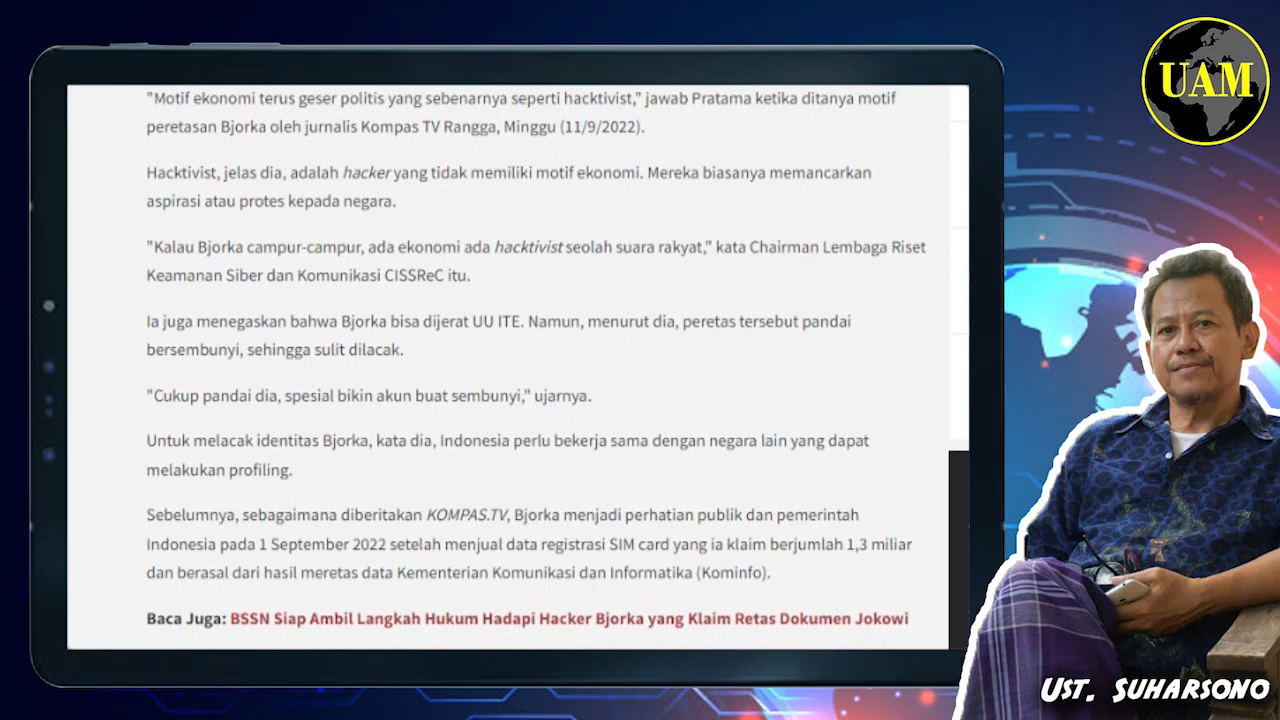 UAM
"Motif ekonomi terus geser politis yang sebenarnya seperti hacktivist," jawab Pratama ketika ditanya motif
peretasan Bjorka oleh jurnalis Kompas TV Rangga, Minggu (11/9/2022).
Hacktivist, jelas dia, adalah hacker yang tidak memiliki motif ekonomi. Mereka biasanya memancarkan
aspirasi atau protes kepada negara.
"Kalau Bjorka campur-campur, ada ekonomi ada hacktivist seolah suara rakyat," kata Chairman Lembaga Riset
Keamanan Siber dan Komunikasi CISSReC itu.
Ia juga menegaskan bahwa Bjorka bisa dijerat UU ITE. Namun, menurut dia, peretas tersebut pandai
bersembunyi, sehingga sulit dilacak.
"Cukup pandai dia, spesial bikin akun buat sembunyi," ujarnya.
Untuk melacak identitas Bjorka, kata dia, Indonesia perlu bekerja sama dengan negara lain yang dapat
melakukan profiling.
Sebelumnya, sebagaimana diberitakan KOMPAS.TV, Bjorka menjadi perhatian publik dan pemerintah
Indonesia pada 1 September 2022 setelah menjual data registrasi SIM card yang ia klaim berjumlah 1,3 miliar
dan berasal dari hasil meretas data Kementerian Komunikasi dan Informatika (Kominfo).
Baca Juga: BSSN Siap Ambil Langkah Hukum Hadapi Hacker Bjorka yang Klaim Retas Dokumen Jokowi
UST. SUHARSONO